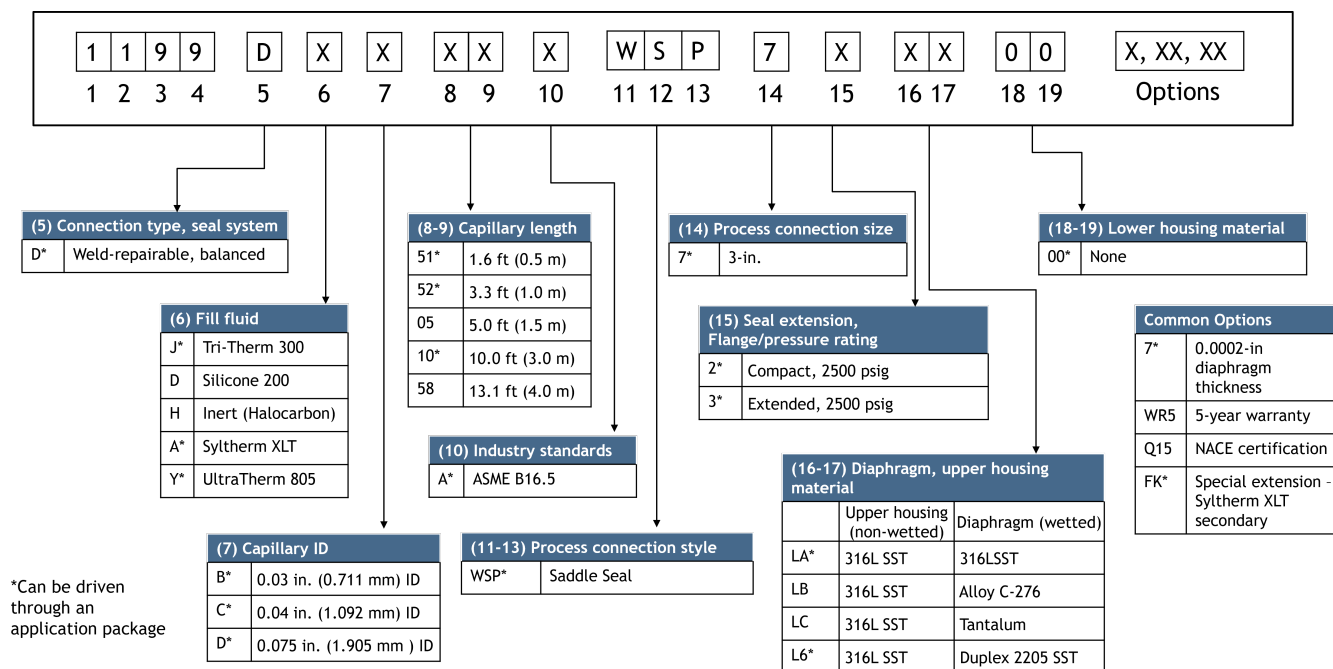 1 1 9 9 D X X X X X W S P 7 X X X 0 0 X, XX, XX
1 2 3 4 5 6 7 8 9 10 11 12 13 14 15 16 17 18 19 Options
(5) Connection type, seal system
D* Weld-repairable, balanced
(6) Fill fluid
J* Tri-Therm 300
D Silicone 200
H Inert (Halocarbon)
A* Syltherm XLT
Y* UltraTherm 805
(7) Capillary ID
B* 0.03 in. (0.711 mm) ID
C* 0.04 in. (1.092 mm) ID
D* 0.075 in. (1.905 mm ) ID
(8-9) Capillary length
51* 1.6 ft (0.5 m)
52* 3.3 ft (1.0 m)
05 5.0 ft (1.5 m)
10* 10.0 ft (3.0 m)
58 13.1 ft (4.0 m)
(10) Industry standards
A* ASME B16.5
(11-13) Process connection style
WSP* Saddle Seal
(14) Process connection size
7* 3-in.
(15) Seal extension,
Flange/pressure rating
2* Compact, 2500 psig
3* Extended, 2500 psig
(16-17) Diaphragm, upper housing
material
Upper housing
(non-wetted) Diaphragm (wetted)
LA* 316L SST 316LSST
LB 316L SST Alloy C-276
LC 316L SST Tantalum
L6* 316L SST Duplex 2205 SST
(18-19) Lower housing material
00* None
Common Options
7* 0.0002-in
diaphragm
thickness
WR5 5-year warranty
Q15 NACE certification
FK* Special extension –
Syltherm XLT
secondary
*Can be driven
through an
application package